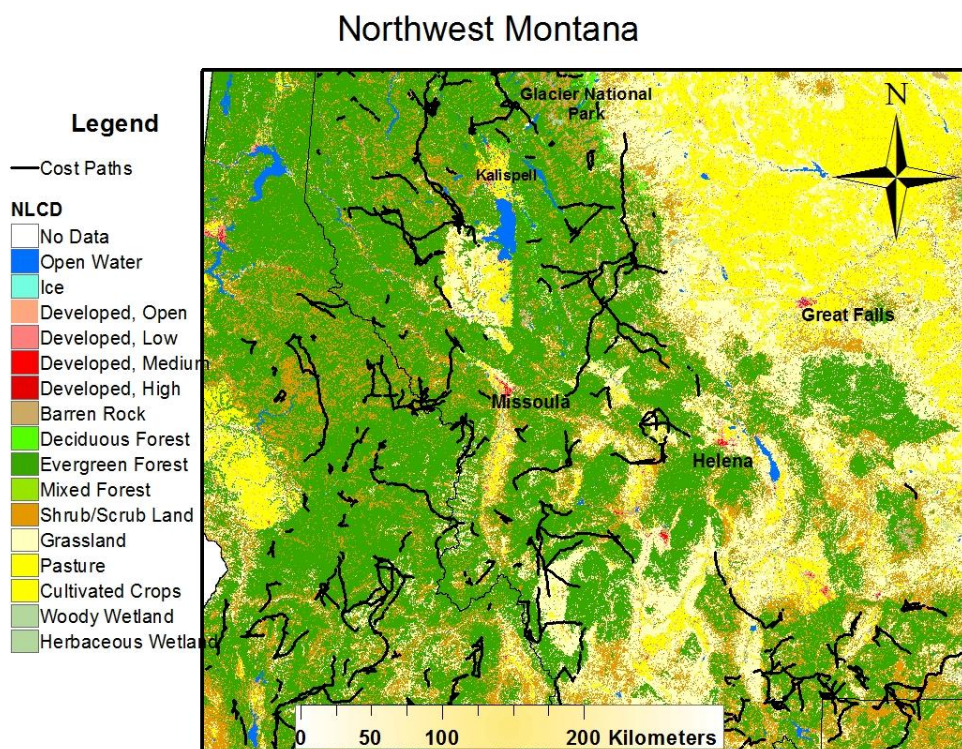 Northwest Montana
Legend
Cost Paths
NLCD
No Data
Open Water
Ice
Developed, Open
Developed, Low
Developed, Medium
Developed, High
Barren Rock
Deciduous Forest
Evergreen Forest
Mixed Forest
Shrub/Scrub Land
Grassland
Pasture
Cultivated Crops
Woody Wetland
Herbaceous Wetland
Glacier National
Park
N
Kalispell
Great Falls
Missoula
Helena
0 50 100 200 Kilometers